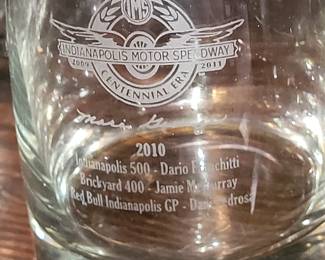 IMS
INDIANAPOLIS MOTOR SPEEDWAY
2009 2011
CENTENNIAL ERA
2010
Indianapolis 500 - Dario Franchitti
Brickyard 400 - Jamie McMurray
Red Bull Indianapolis GP - Dani Pedrosa